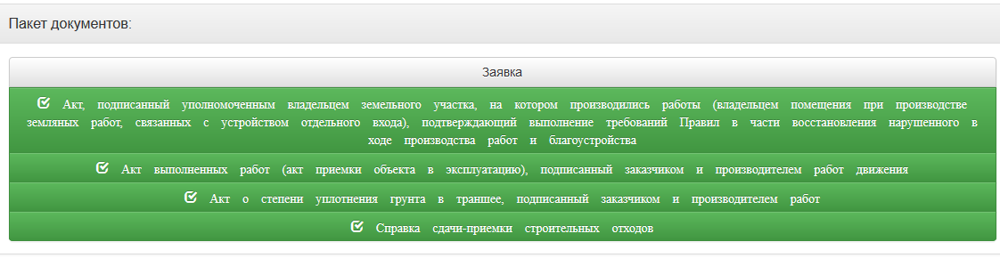 Пакет документов:
Заявка
Акт, подписанный уполномоченным владельцем земельного участка, на котором производились работы (владельцем помещения при производстве
земляных работ, связанных с устройством отдельного входа), подтверждающий выполнение требований Правил в части восстановления нарушенного в
ходе производства работ и благоустройства
Акт выполненных работ (акт приемки объекта в эксплуатацию), подписанный заказчиком и производителем работ движения
Акт о степени уплотнения грунта в траншее, подписанный заказчиком и производителем работ
Справка сдачи-приемки строительных отходов